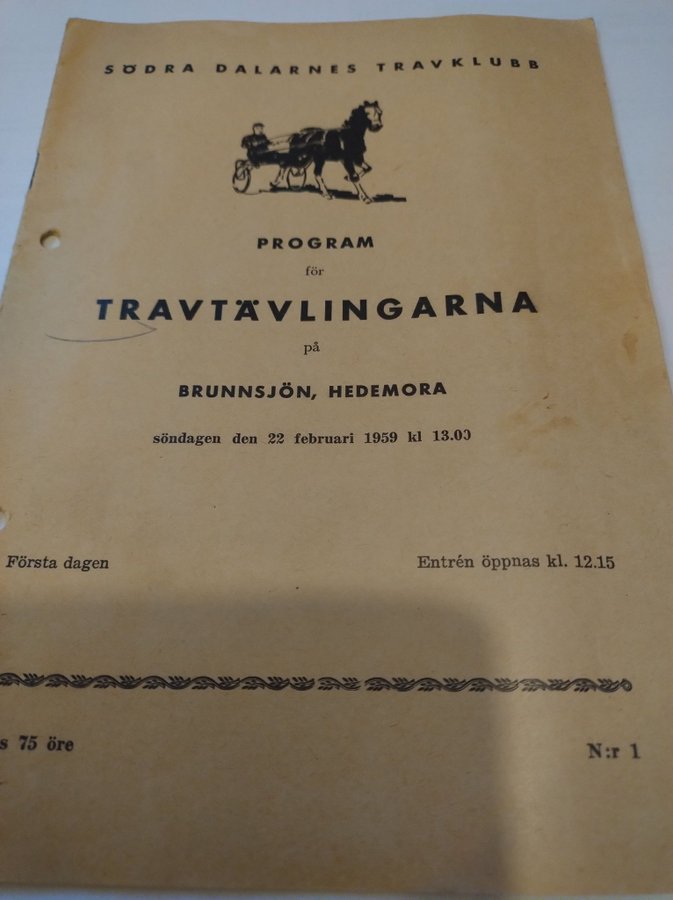 SÖDRA DALARNES TRAVKLUBB
PROGRAM
för
TRAVTÄVLINGARNA
på
BRUNNSJÖN, HEDEMORA
söndagen den 22 februari 1959 kl 13.00
Första dagen
Entrén öppnas kl. 12.15
s 75 öre
N:r 1